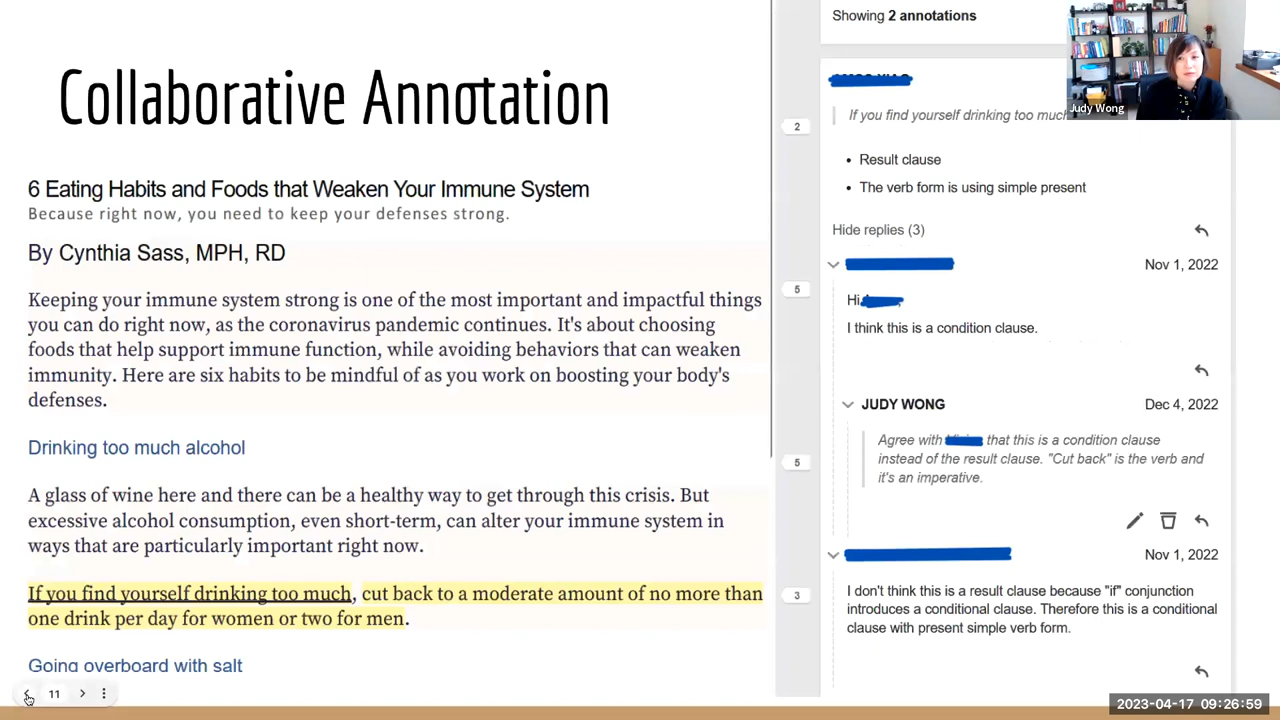 Collaborative Annotation
6 Eating Habits and Foods that Weaken Your Immune System
Because right now, you need to keep your defenses strong.
By Cynthia Sass, MPH, RD
Keeping your immune system strong is one of the most important and impactful things
you can do right now, as the coronavirus pandemic continues. It's about choosing
foods that help support immune function, while avoiding behaviors that can weaken
immunity. Here are six habits to be mindful of as you work on boosting your body's
defenses.
Drinking too much alcohol
A glass of wine here and there can be a healthy way to get through this crisis. But
excessive alcohol consumption, even short-term, can alter your immune system in
ways that are particularly important right now.
If you find yourself drinking too much, cut back to a moderate amount of no more than
one drink per day for women or two for men.
Going overboard with salt
11
2
5
5
3
Showing 2 annotations
If you find yourself drinking too much
• Result clause
• The verb form is using simple present
Hide replies (3)
Nov 1, 2022
Hi
I think this is a condition clause.
JUDY WONG Dec 4, 2022
Agree with that this is a condition clause
instead of the result clause. "Cut back" is the verb and
it's an imperative.
Nov 1, 2022
I don't think this is a result clause because "if" conjunction
introduces a conditional clause. Therefore this is a conditional
clause with present simple verb form.
Judy Wong
2023-04-17 09:26:59